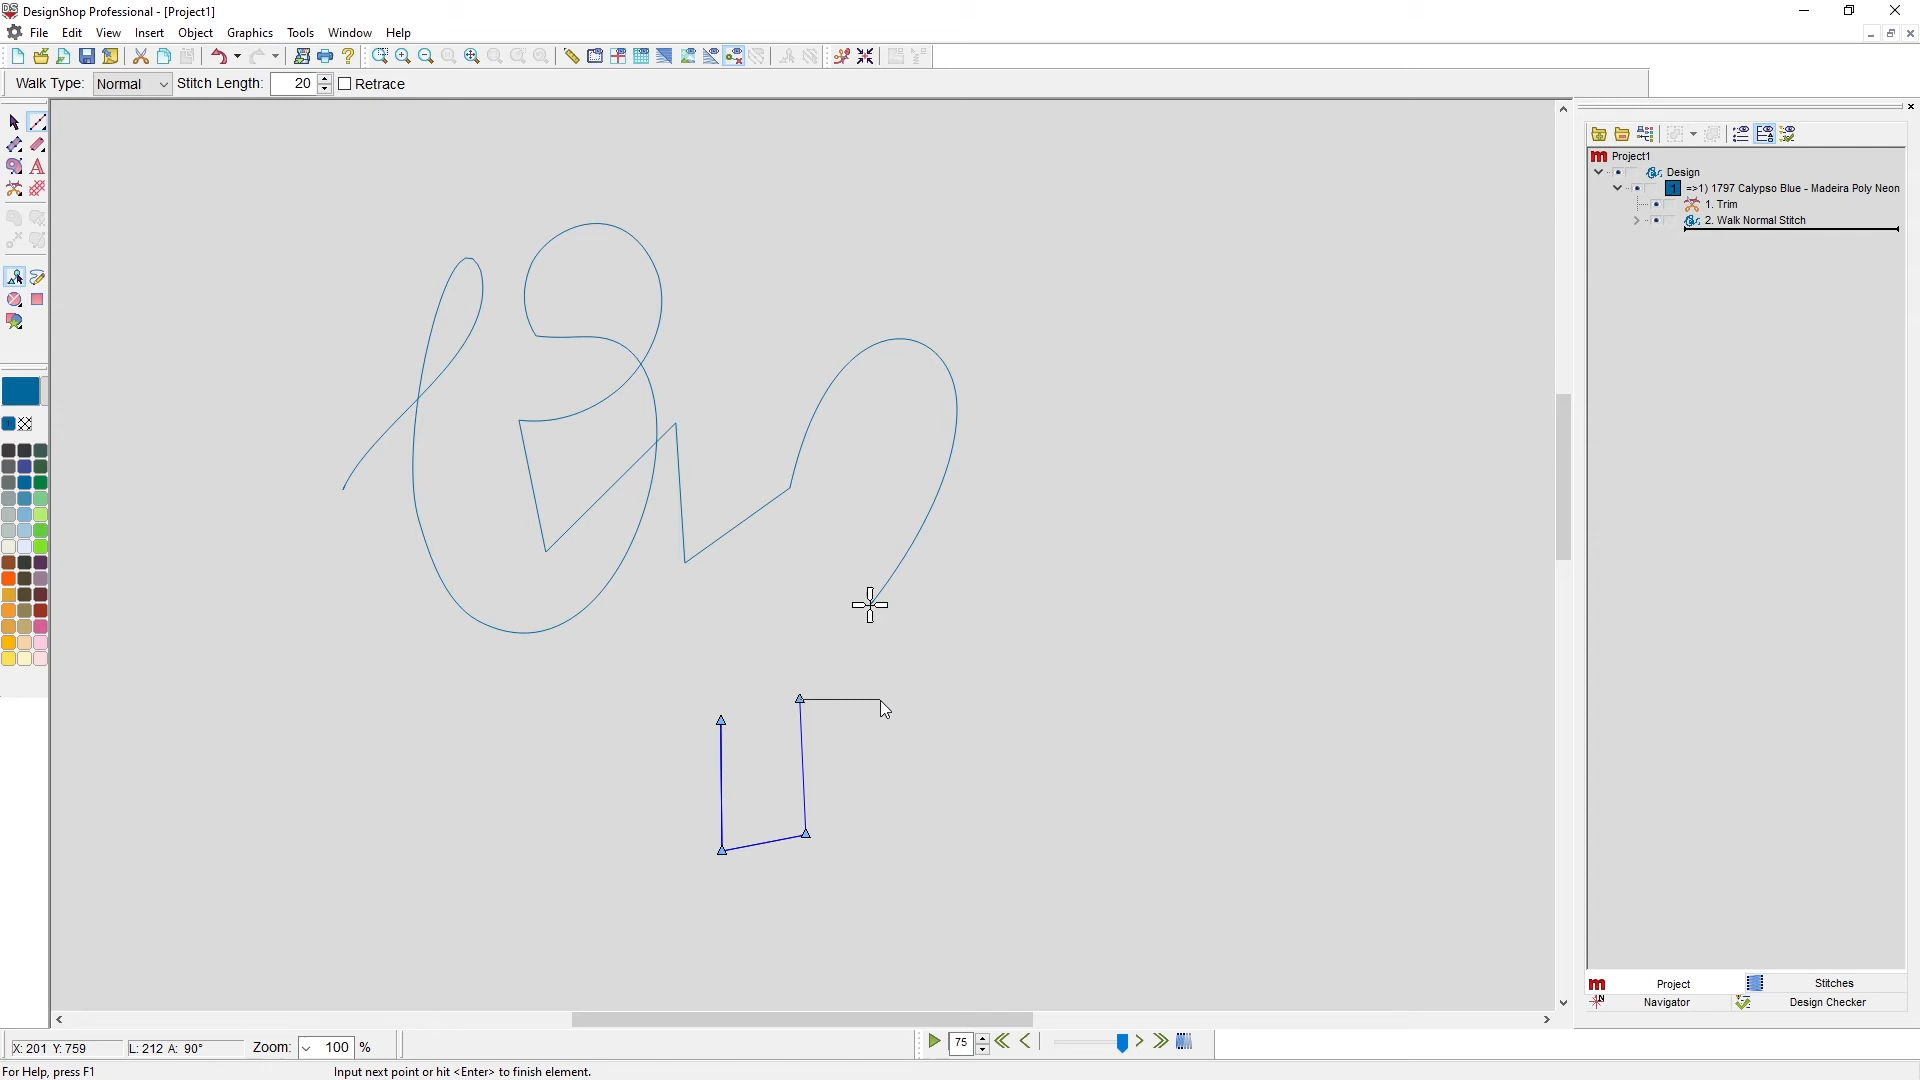 DesignShop Professional - [Project1]
File Edit View Insert Object Graphics Tools Window Help
Walk Type: Normal Stitch Length: 20 Retrace
Project1
Design
1 =>1) 1797 Calypso Blue - Madeira Poly Neon
1. Trim
2. Walk Normal Stitch
Project Stitches
Navigator Design Checker
X: 201 Y: 759 L: 212 A: 90° Zoom: 100 % 75
For Help, press F1 Input next point or hit <Enter> to finish element.